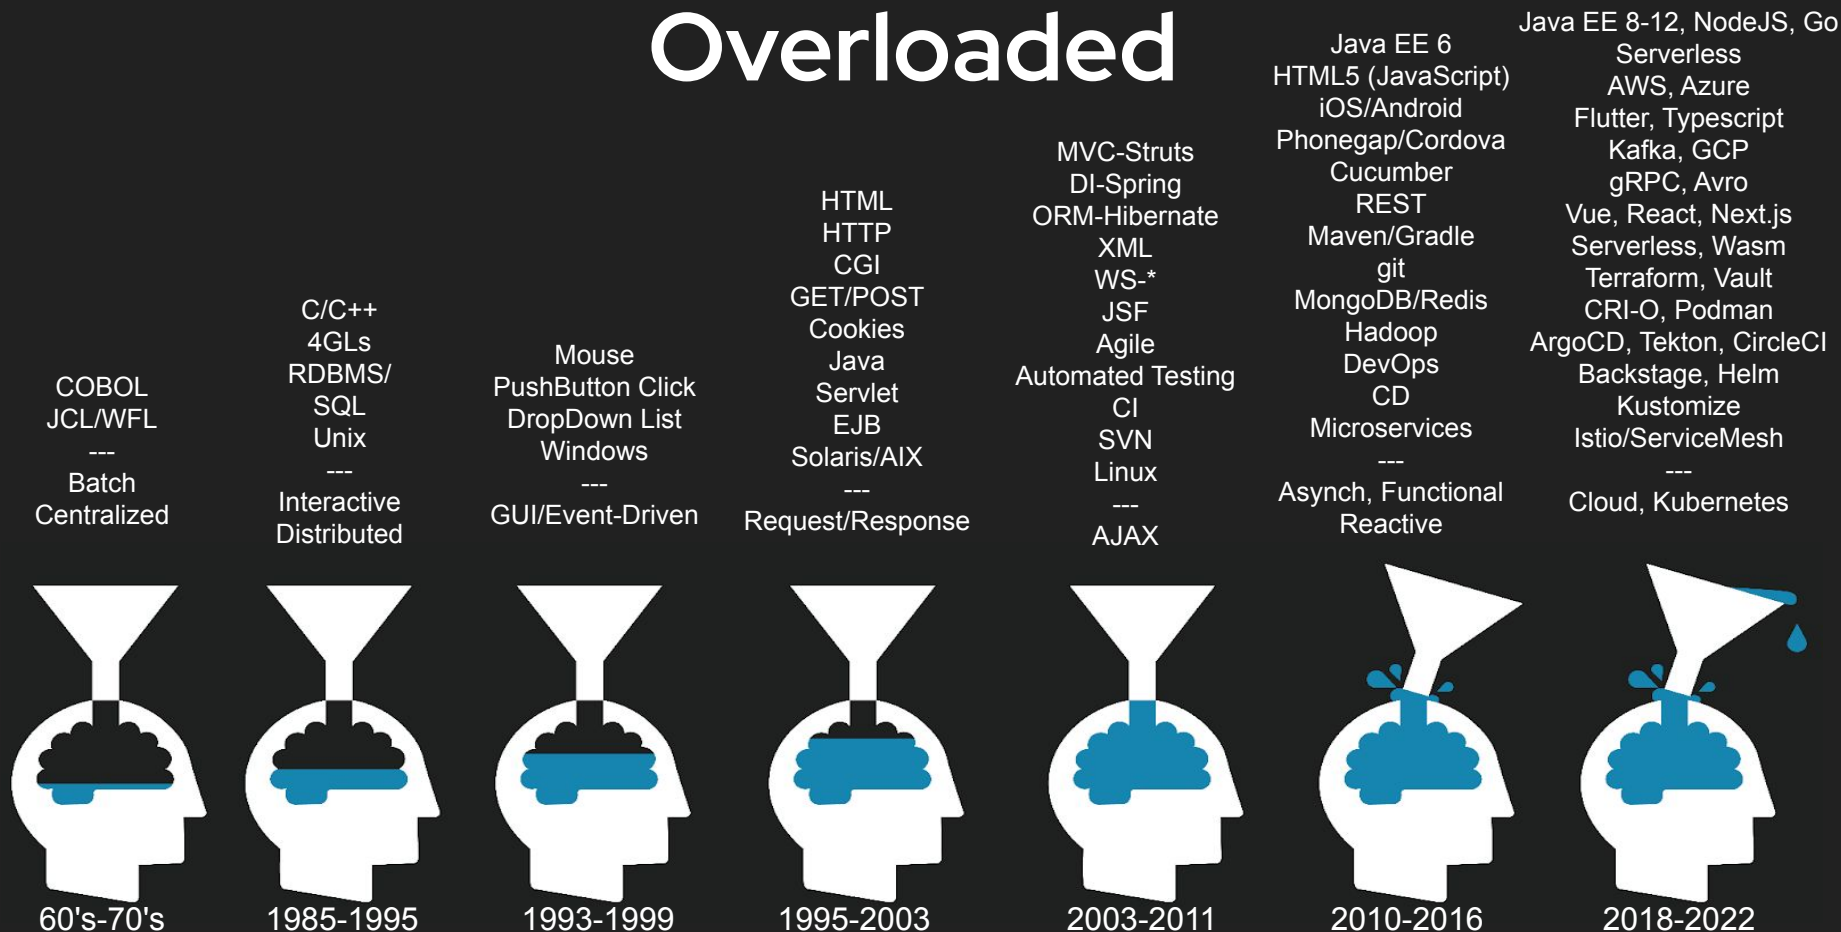 Overloaded
COBOL
JCL/WFL
---
Batch
Centralized
60's-70's
C/C++
4GLs
RDBMS/
SQL
Unix
---
Interactive
Distributed
1985-1995
Mouse
PushButton Click
DropDown List
Windows
---
GUI/Event-Driven
1993-1999
HTML
HTTP
CGI
GET/POST
Cookies
Java
Servlet
EJB
Solaris/AIX
---
Request/Response
1995-2003
MVC-Struts
DI-Spring
ORM-Hibernate
XML
WS-*
JSF
Agile
Automated Testing
CI
SVN
Linux
---
AJAX
2003-2011
Java EE 6
HTML5 (JavaScript)
iOS/Android
Phonegap/Cordova
Cucumber
REST
Maven/Gradle
git
MongoDB/Redis
Hadoop
DevOps
CD
Microservices
---
Asynch, Functional
Reactive
2010-2016
Java EE 8-12, NodeJS, Go
Serverless
AWS, Azure
Flutter, Typescript
Kafka, GCP
gRPC, Avro
Vue, React, Next.js
Serverless, Wasm
Terraform, Vault
CRI-O, Podman
ArgoCD, Tekton, CircleCI
Backstage, Helm
Kustomize
Istio/ServiceMesh
---
Cloud, Kubernetes
2018-2022